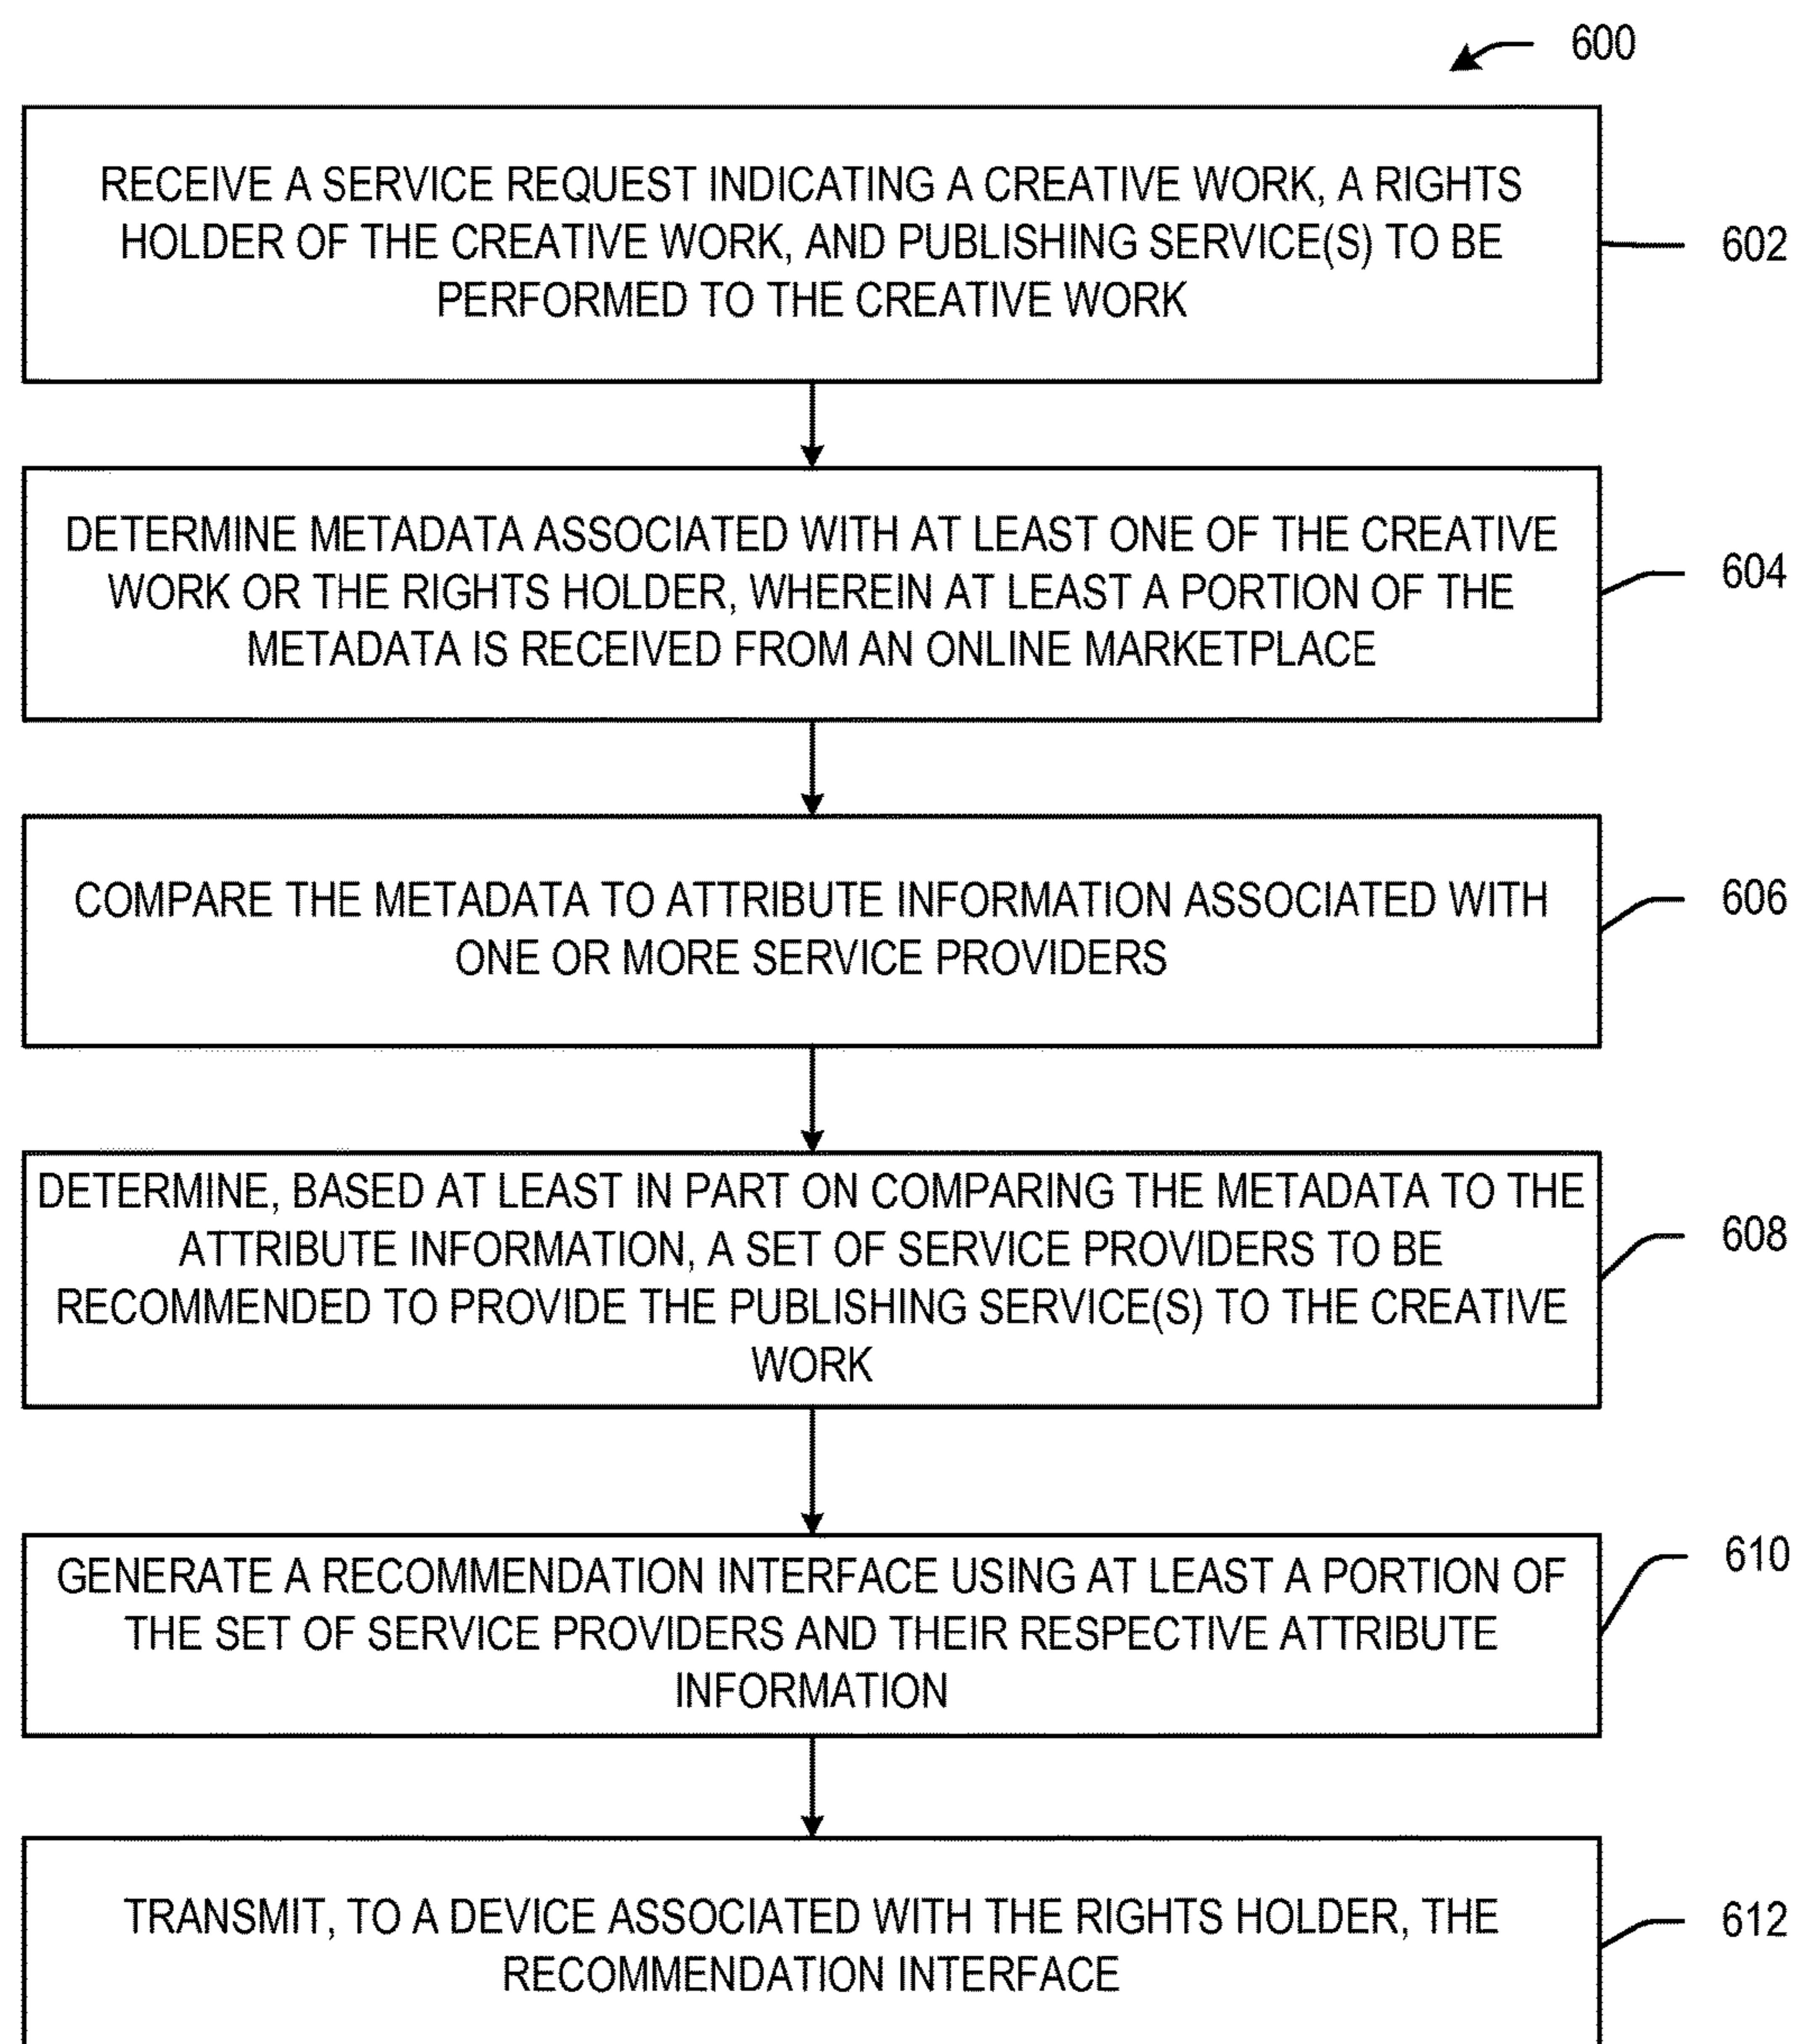 600
RECEIVE A SERVICE REQUEST INDICATING A CREATIVE WORK, A RIGHTS
HOLDER OF THE CREATIVE WORK, AND PUBLISHING SERVICE(S) TO BE
PERFORMED TO THE CREATIVE WORK
602
DETERMINE METADATA ASSOCIATED WITH AT LEAST ONE OF THE CREATIVE
WORK OR THE RIGHTS HOLDER, WHEREIN AT LEAST A PORTION OF THE
METADATA IS RECEIVED FROM AN ONLINE MARKETPLACE
604
COMPARE THE METADATA TO ATTRIBUTE INFORMATION ASSOCIATED WITH
ONE OR MORE SERVICE PROVIDERS
606
DETERMINE, BASED AT LEAST IN PART ON COMPARING THE METADATA TO THE
ATTRIBUTE INFORMATION, A SET OF SERVICE PROVIDERS TO BE
RECOMMENDED TO PROVIDE THE PUBLISHING SERVICE(S) TO THE CREATIVE
WORK
608
GENERATE A RECOMMENDATION INTERFACE USING AT LEAST A PORTION OF
THE SET OF SERVICE PROVIDERS AND THEIR RESPECTIVE ATTRIBUTE
INFORMATION
610
TRANSMIT, TO A DEVICE ASSOCIATED WITH THE RIGHTS HOLDER, THE
RECOMMENDATION INTERFACE
612